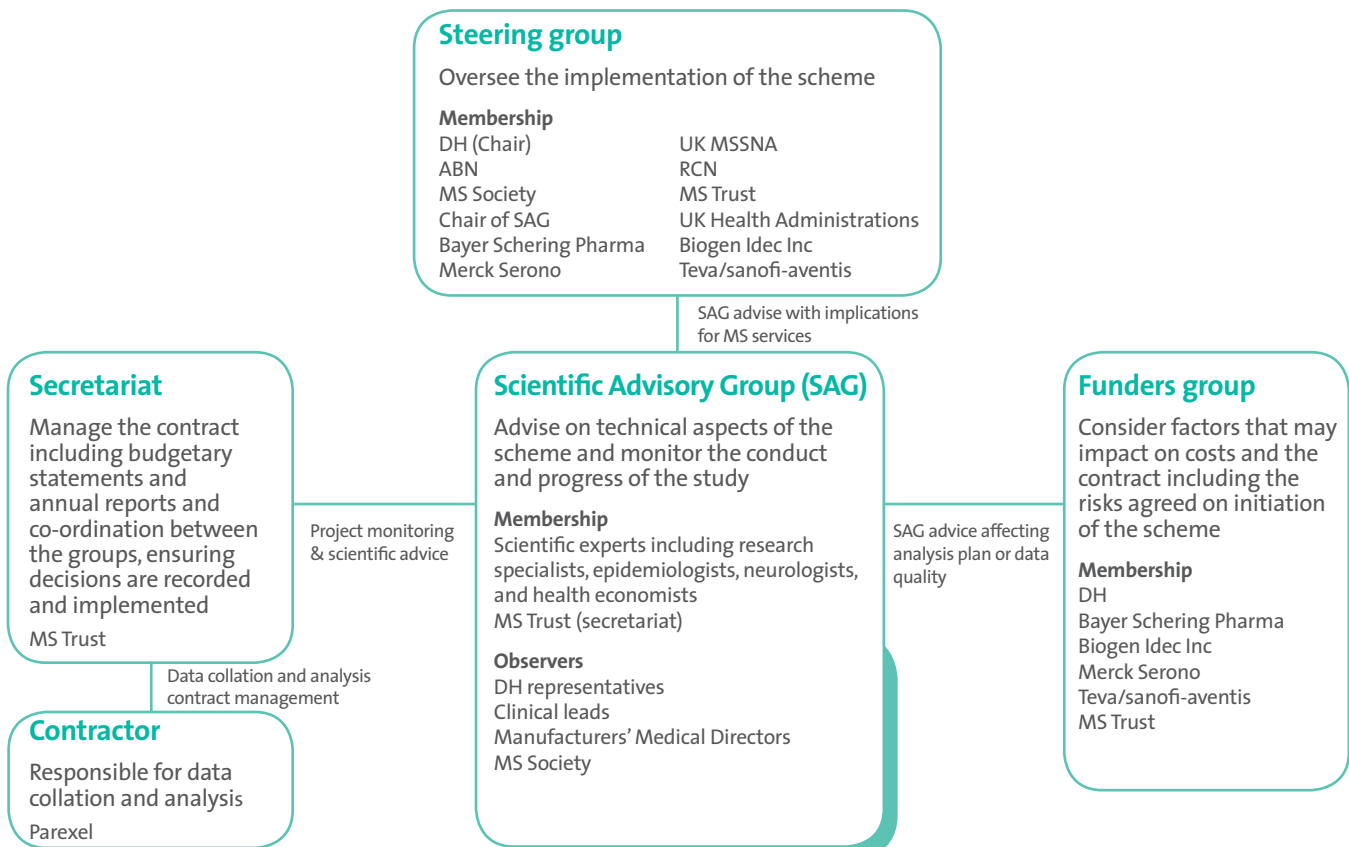 Steering group
Oversee the implementation of the scheme
Membership
DH (Chair)
ABN
MS Society
Chair of SAG
Bayer Schering Pharma
Merck Serono
UK MSSNA
RCN
MS Trust
UK Health Administrations
Biogen Idec Inc
Teva/sanofi-aventis
SAG advise with implications
for MS services
Secretariat
Manage the contract
including budgetary
statements and
annual reports and
co-ordination between
the groups, ensuring
decisions are recorded
and implemented
MS Trust
Project monitoring
& scientific advice
Scientific Advisory Group (SAG)
Advise on technical aspects of the
scheme and monitor the conduct
and progress of the study
Membership
Scientific experts including research
specialists, epidemiologists, neurologists,
and health economists
MS Trust (secretariat)
Observers
DH representatives
Clinical leads
Manufacturers' Medical Directors
MS Society
SAG advice affecting
analysis plan or data
quality
Funders group
Consider factors that may
impact on costs and the
contract including the
risks agreed on initiation
of the scheme
Membership
DH
Bayer Schering Pharma
Biogen Idec Inc
Merck Serono
Teva/sanofi-aventis
MS Trust
Data collation and analysis
contract management
Contractor
Responsible for data
collation and analysis
Parexel